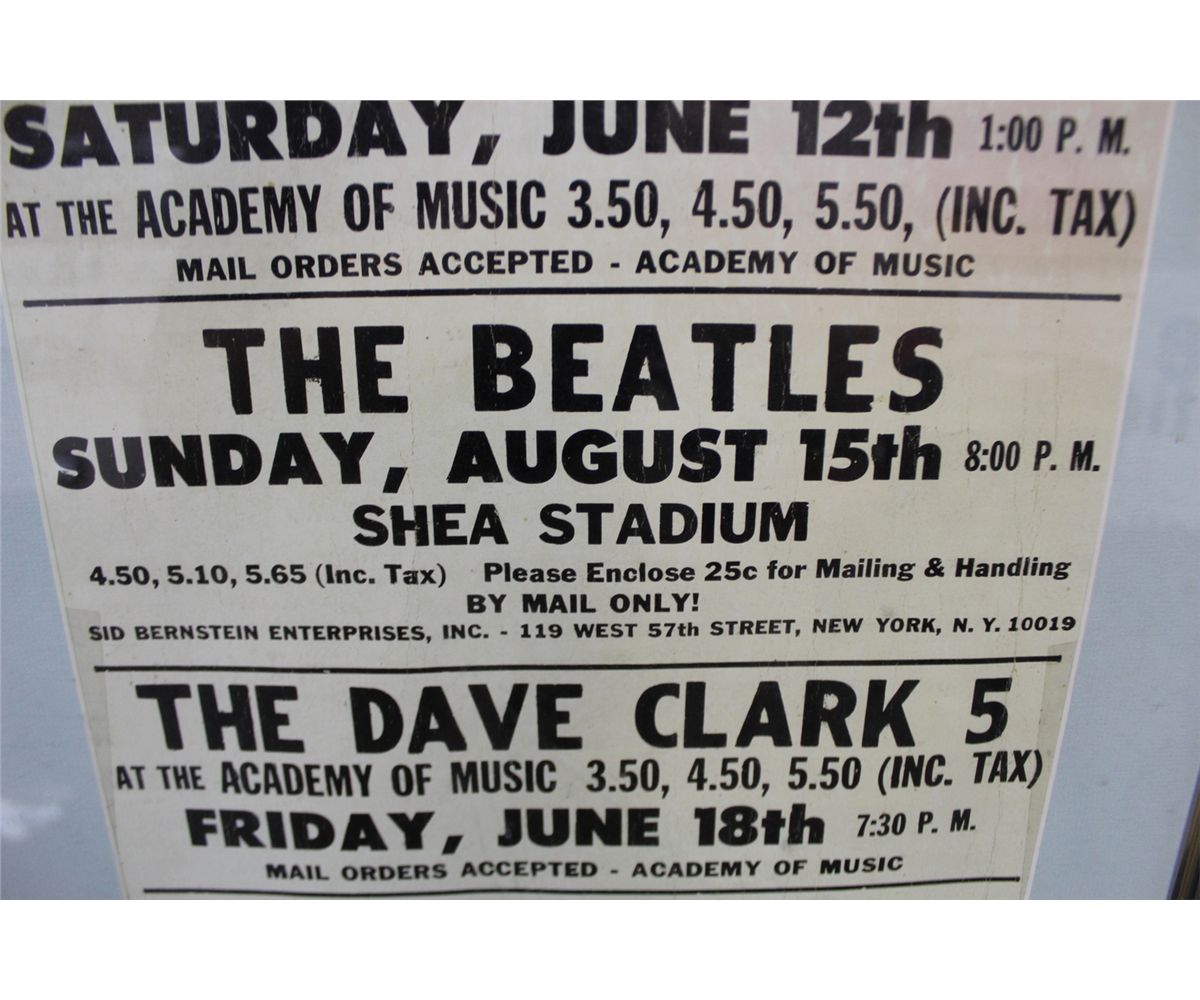 SATURDAY, JUNE 12th 1:00 P. M.
AT THE ACADEMY OF MUSIC 3.50, 4.50, 5.50, (INC. TAX)
MAIL ORDERS ACCEPTED - ACADEMY OF MUSIC
THE BEATLES
SUNDAY, AUGUST 15th 8:00 P. M.
SHEA STADIUM
4.50, 5.10, 5.65 (Inc. Tax) Please Enclose 25c for Mailing & Handling
BY MAIL ONLY!
SID BERNSTEIN ENTERPRISES, INC. - 119 WEST 57th STREET, NEW YORK, N. Y. 10019
THE DAVE CLARK 5
AT THE ACADEMY OF MUSIC 3.50, 4.50, 5.50 (INC. TAX)
FRIDAY, JUNE 18th 7:30 P. M.
MAIL ORDERS ACCEPTED - ACADEMY OF MUSIC